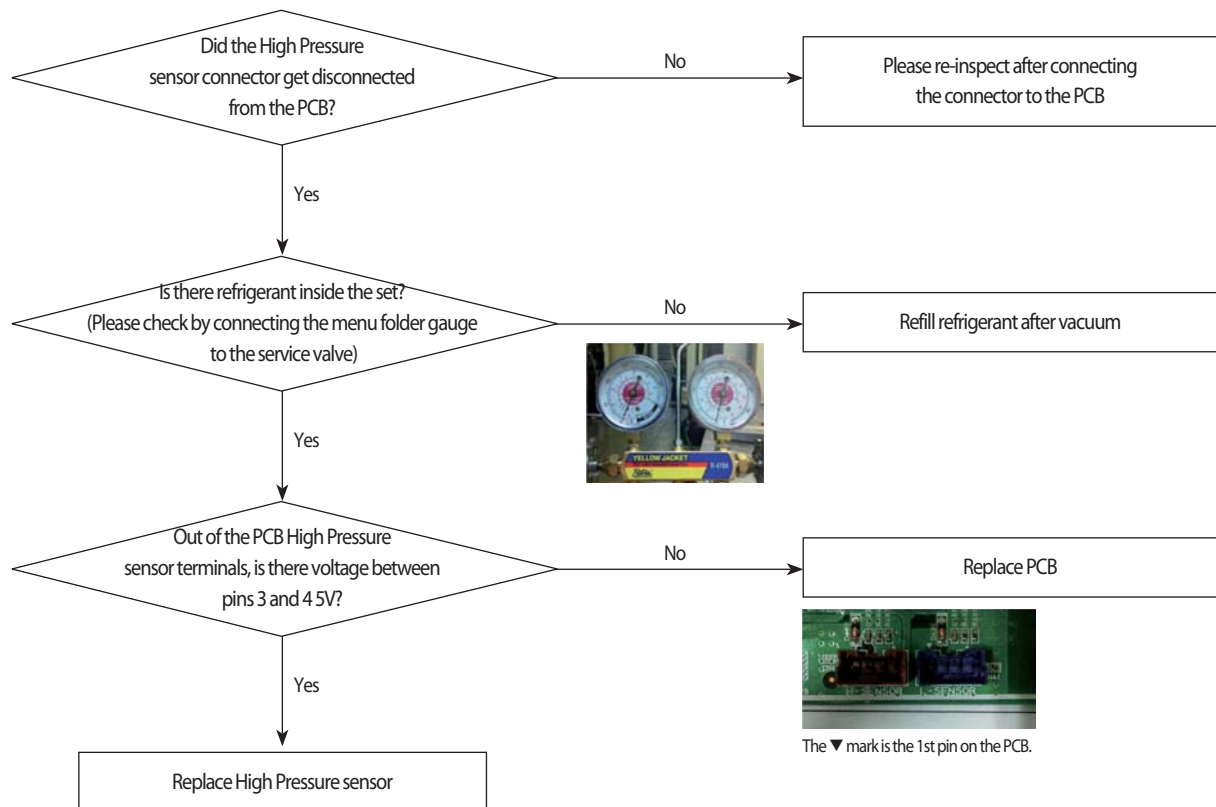 Did the High Pressure
sensor connector get disconnected
from the PCB?
No
Please re-inspect after connecting
the connector to the PCB
Yes
Is there refrigerant inside the set?
(Please check by connecting the menu folder gauge
to the service valve)
No
Refill refrigerant after vacuum
YELLOW JACKET
Yes
Out of the PCB High Pressure
sensor terminals, is there voltage between
pins 3 and 4 5V?
No
Replace PCB
H-SENSOR L-SENSOR
The ▼ mark is the 1st pin on the PCB.
Yes
Replace High Pressure sensor